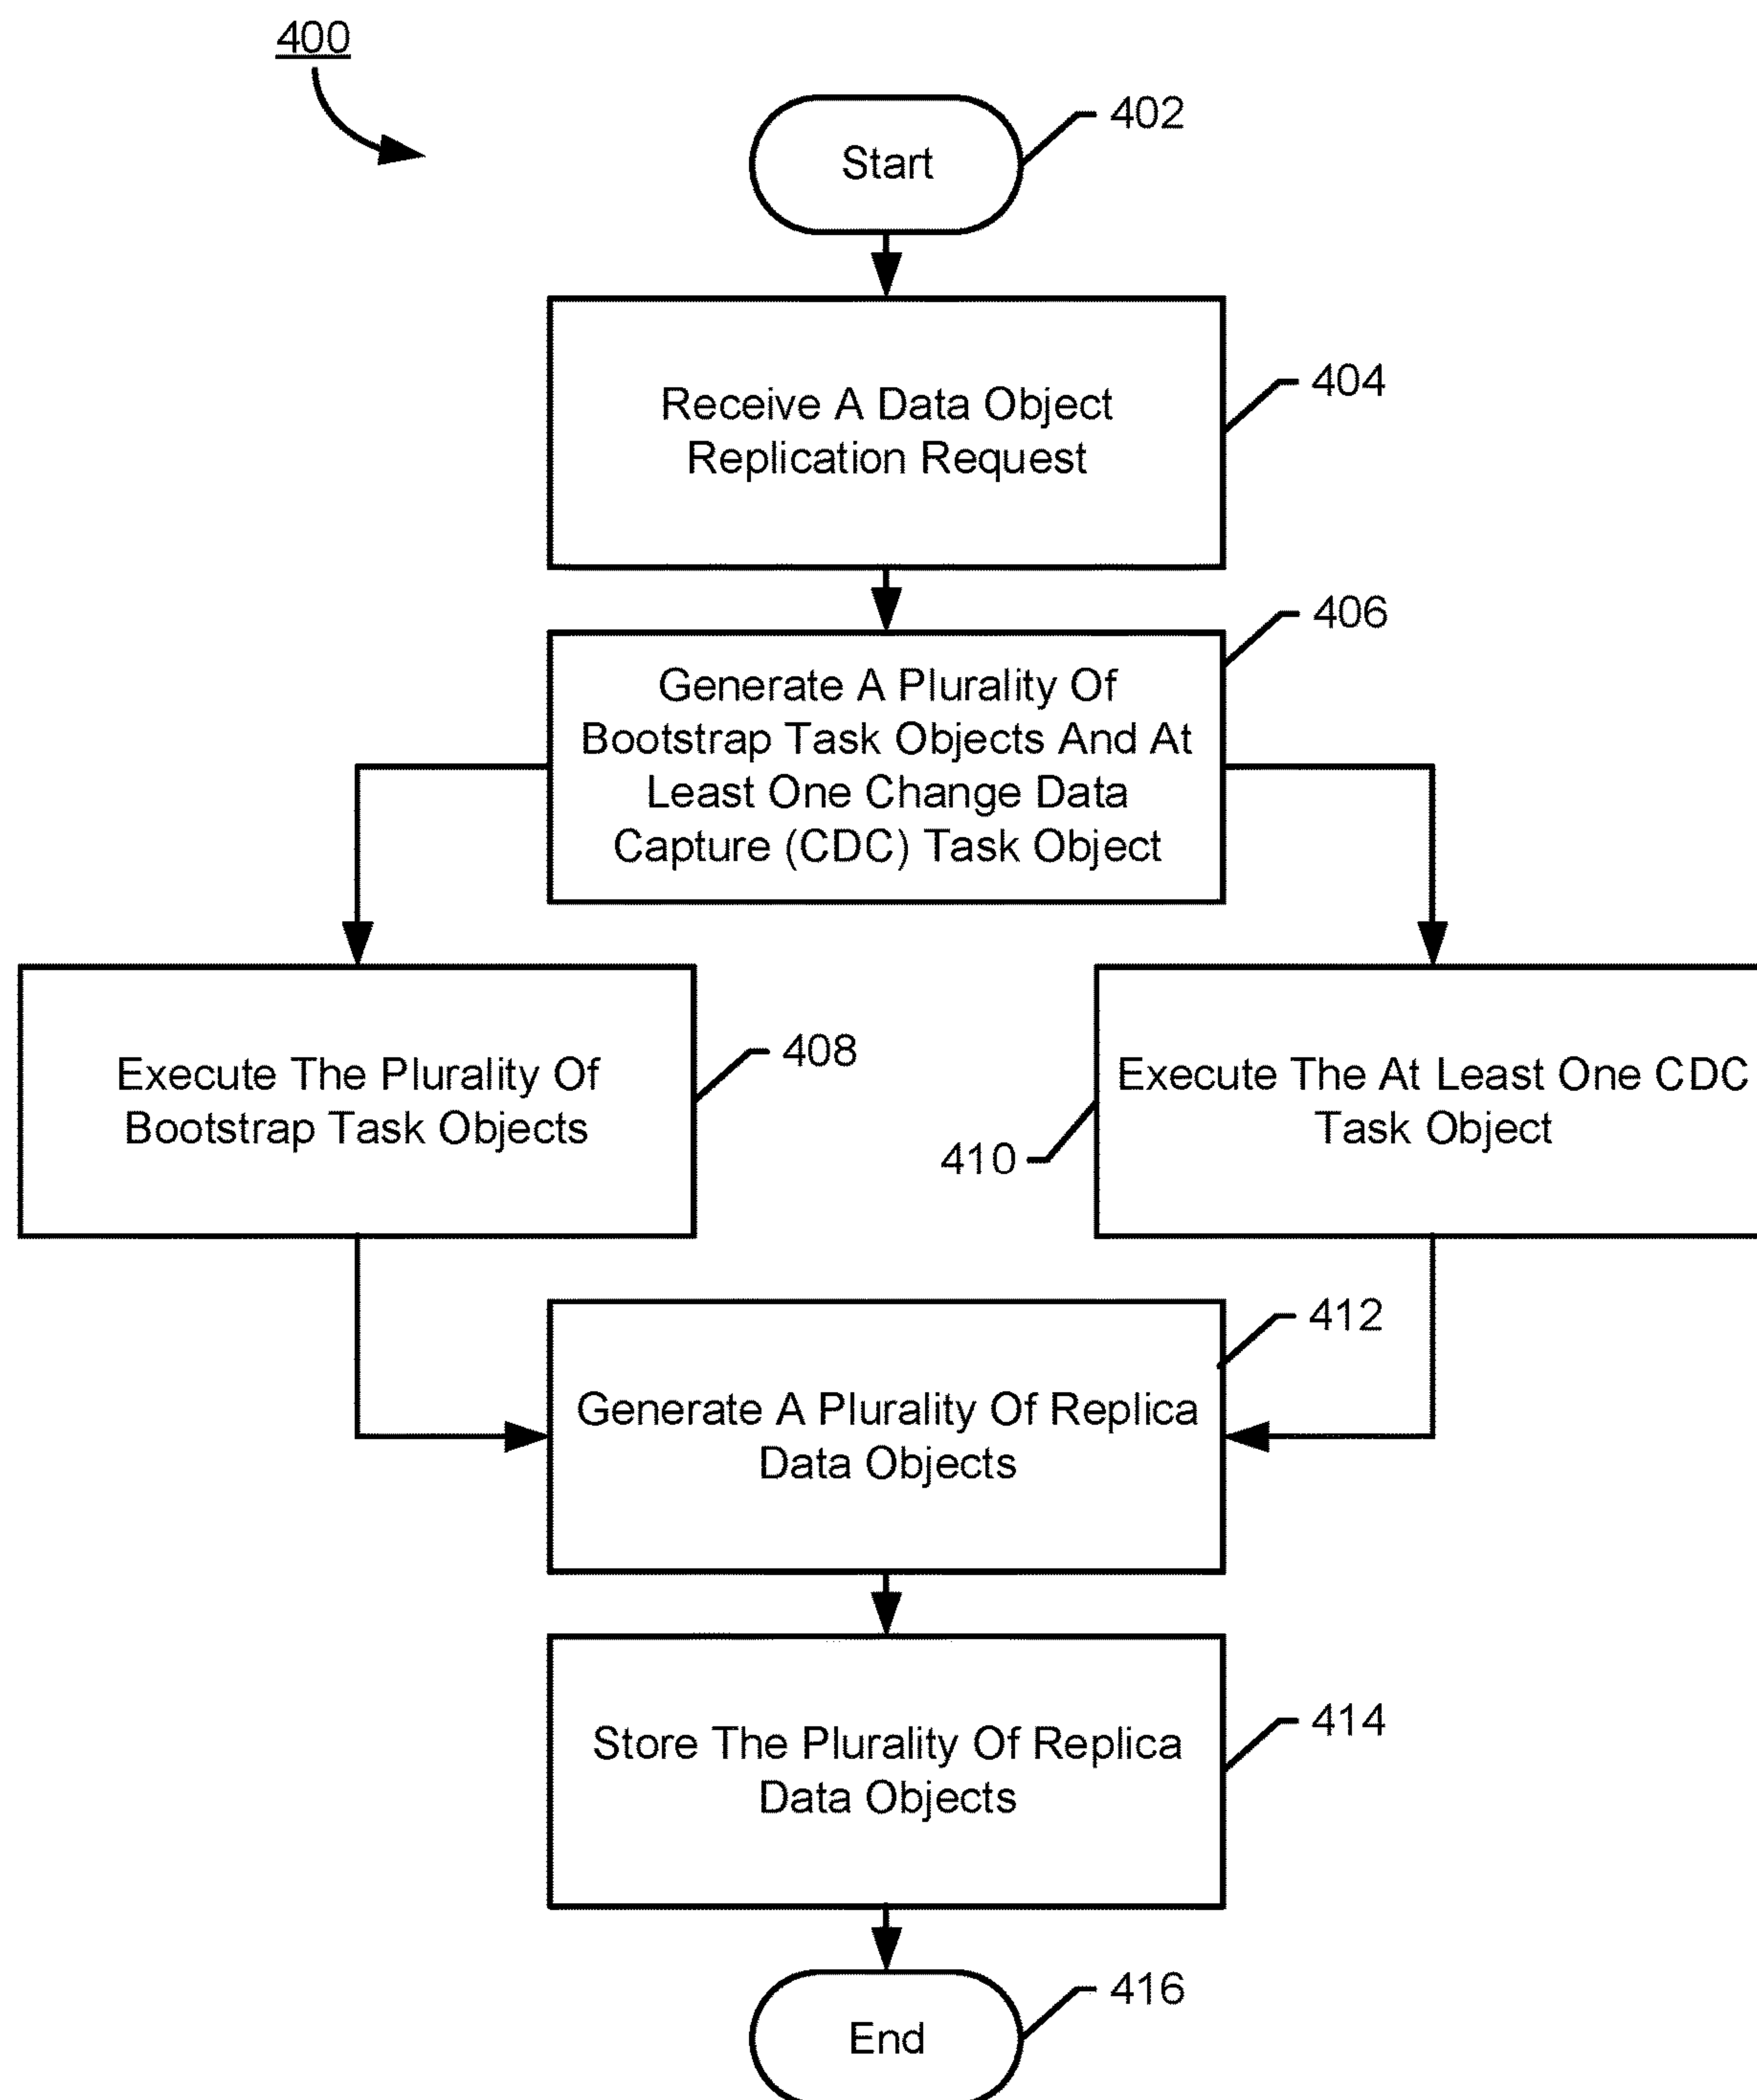 400
402
Start
Receive A Data Object
Replication Request
404
406
Generate A Plurality Of
Bootstrap Task Objects And At
Least One Change Data
Capture (CDC) Task Object
Execute The Plurality Of
Bootstrap Task Objects
408
Execute The At Least One CDC
Task Object
410
412
Generate A Plurality Of Replica
Data Objects
Store The Plurality Of Replica
Data Objects
414
416
End